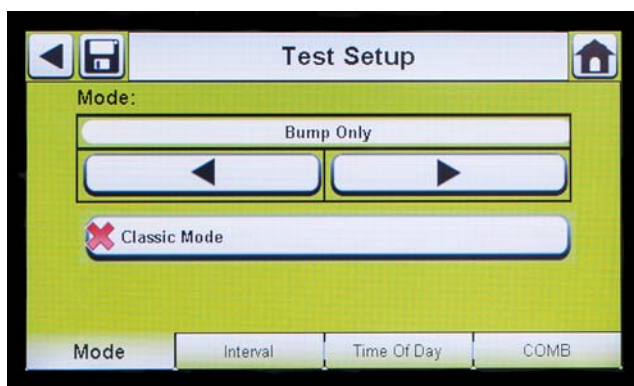 Test Setup
Mode:
Bump Only
Classic Mode
Mode Interval Time Of Day COMB